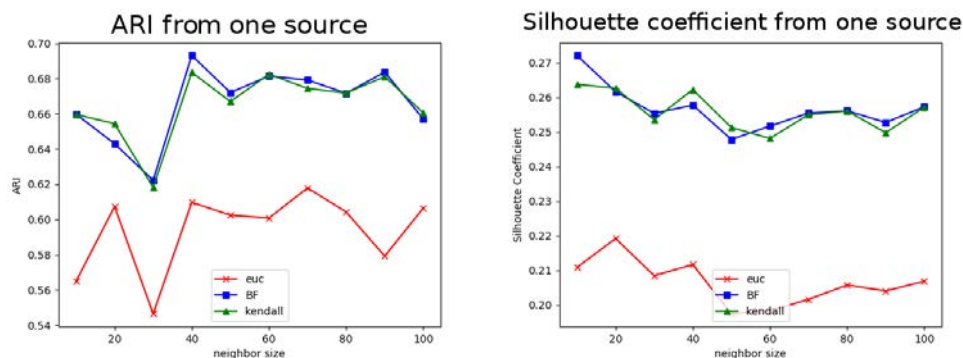 ARI from one source
0.70
0.68
0.66
0.64
0.62
0.60
0.58
0.56
0.54
ARI
20
40
60
80
100
neighbor size
euc
BF
kendall
Silhouette coefficient from one source
0.27
0.26
0.25
0.24
0.23
0.22
0.21
0.20
Silhouette Coefficient
20
40
60
80
100
neighbor size
euc
BF
kendall